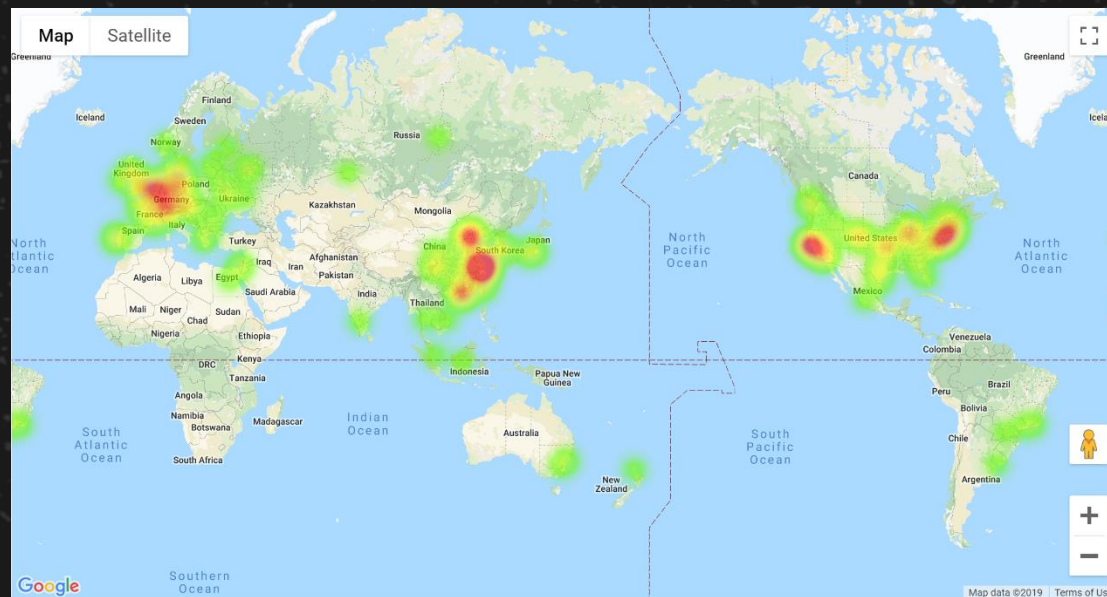 Map
Satellite
Greenland
Greenland
Iceland
Finland
Sweden
Norway
Russia
Canada
United
Kingdom
Poland
Germany
Ukraine
France
Kazakhstan
Mongolia
Spain
Italy
Turkey
China
South Korea
Japan
North
Pacific
Ocean
United States
North
Atlantic
Ocean
Afghanistan
Iraq
Iran
Pakistan
Algeria
Libya
Egypt
Saudi Arabia
India
Thailand
Mexico
Mali
Niger
Chad
Sudan
Nigeria
Ethiopia
Venezuela
Colombia
DRC
Kenya
Tanzania
Indonesia
Papua New
Guinea
Peru
Brazil
Angola
Bolivia
Namibia
Botswana
Madagascar
Indian
Ocean
Australia
South
Atlantic
Ocean
South
Pacific
Ocean
Chile
South Africa
New
Zealand
Argentina
Southern
Ocean
Google
Map data ©2019
Terms of Us